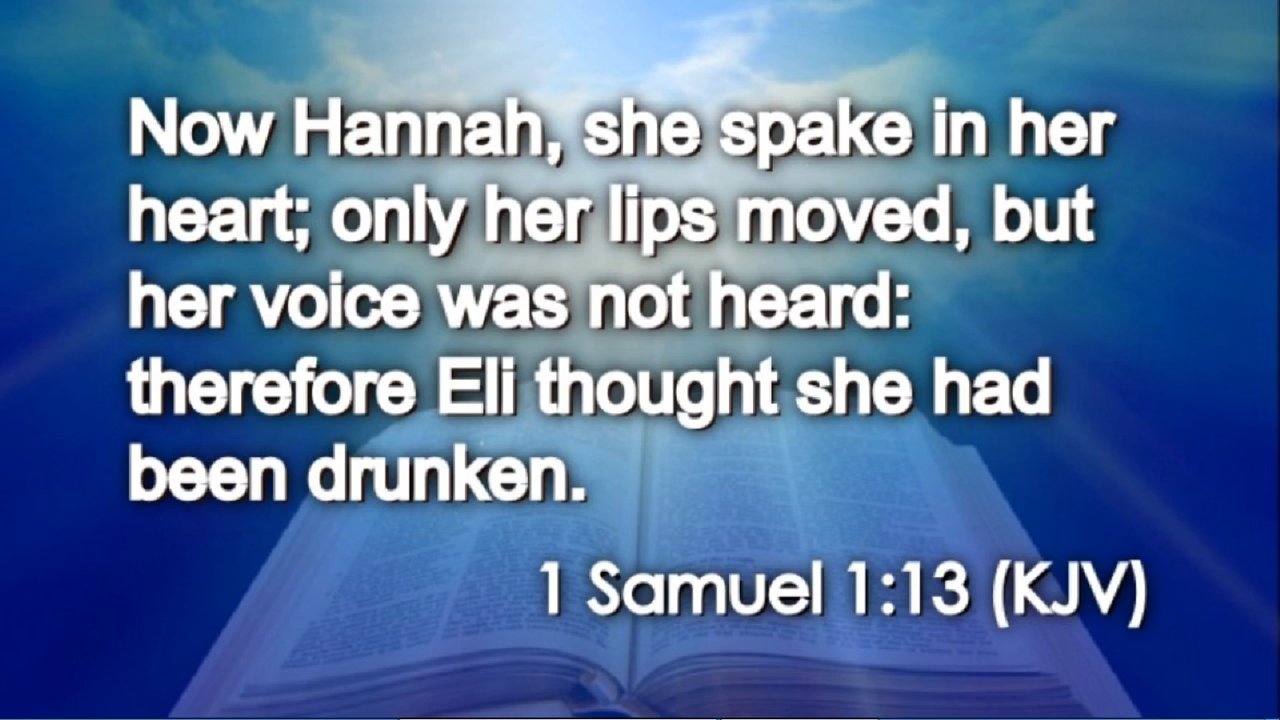 Now Hannah, she spake in her
heart; only her lips moved, but
her voice was not heard:
therefore Eli thought she had
been drunken.
1 Samuel 1:13 (KJV)